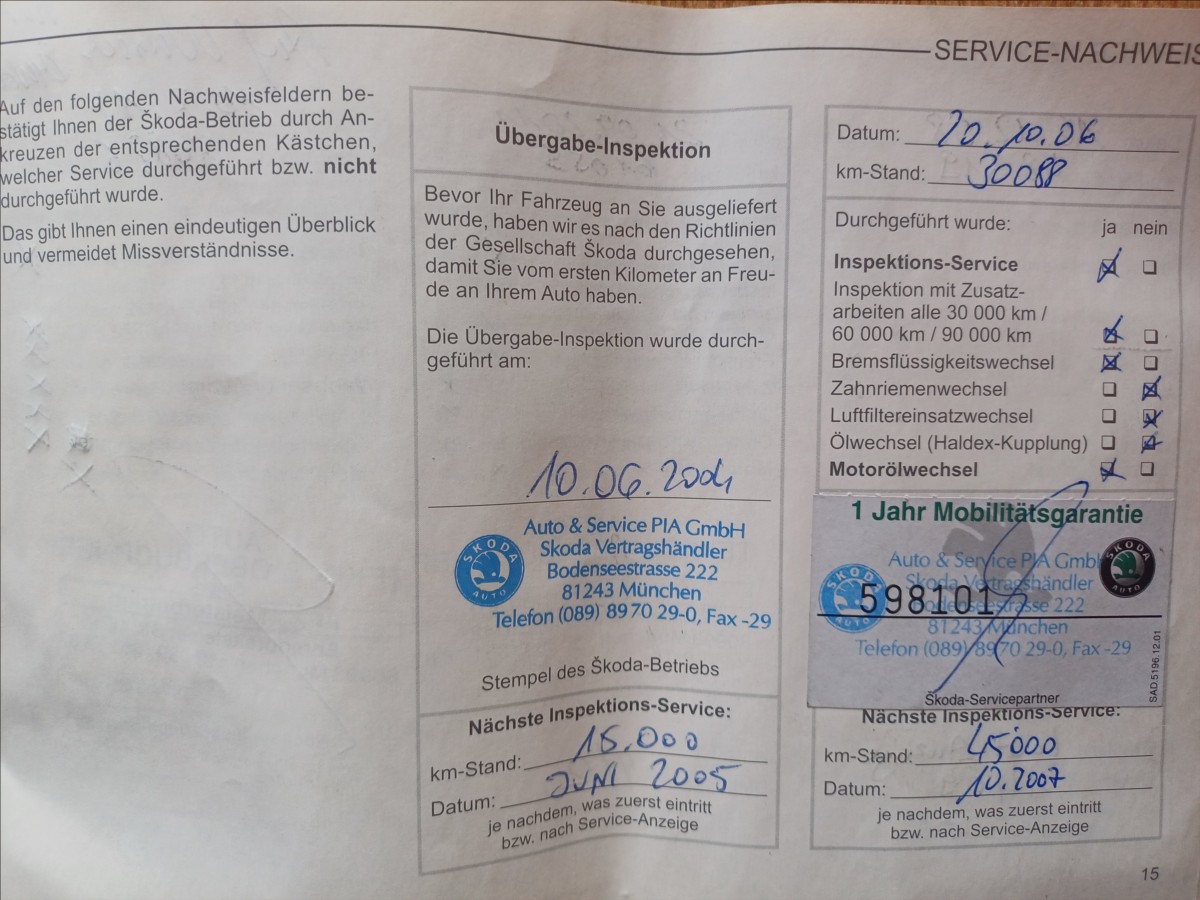 SERVICE-NACHWEIS
Auf den folgenden Nachweisfeldern be-
stätigt Ihnen der Škoda-Betrieb durch An-
kreuzen der entsprechenden Kästchen,
welcher Service durchgeführt bzw. nicht
durchgeführt wurde.
Das gibt Ihnen einen eindeutigen Überblick
und vermeidet Missverständnisse.
Übergabe-Inspektion
Bevor Ihr Fahrzeug an Sie ausgeliefert
wurde, haben wir es nach den Richtlinien
der Gesellschaft Škoda durchgesehen,
damit Sie vom ersten Kilometer an Freu-
de an Ihrem Auto haben.
Die Übergabe-Inspektion wurde durch-
geführt am:
10.06.2004
SKODA
AUTO
Auto & Service PIA GmbH
Skoda Vertragshändler
Bodenseestrasse 222
81243 München
Telefon (089) 89 70 29-0, Fax -29
Stempel des Škoda-Betriebs
Nächste Inspektions-Service:
km-Stand: 15.000
Datum: JUNI 2005
je nachdem, was zuerst eintritt
bzw. nach Service-Anzeige
Datum: 20.10.06
km-Stand: 30088
Durchgeführt wurde: ja nein
Inspektions-Service
Inspektion mit Zusatz-
arbeiten alle 30 000 km /
60 000 km / 90 000 km
Bremsflüssigkeitswechsel
Zahnriemenwechsel
Luftfiltereinsatzwechsel
Ölwechsel (Haldex-Kupplung)
Motorölwechsel
1 Jahr Mobilitätsgarantie
SKODA
AUTO
Auto & Service PIA GmbH
Skoda Vertragshändler
598101
Bodenseestrasse 222
81243 München
Telefon (089) 89 70 29-0, Fax -29
SKODA
AUTO
Škoda-Servicepartner
SAD.5196.12.01
Nächste Inspektions-Service:
km-Stand: 45000
Datum: 10.2007
je nachdem, was zuerst eintritt
bzw. nach Service-Anzeige
15